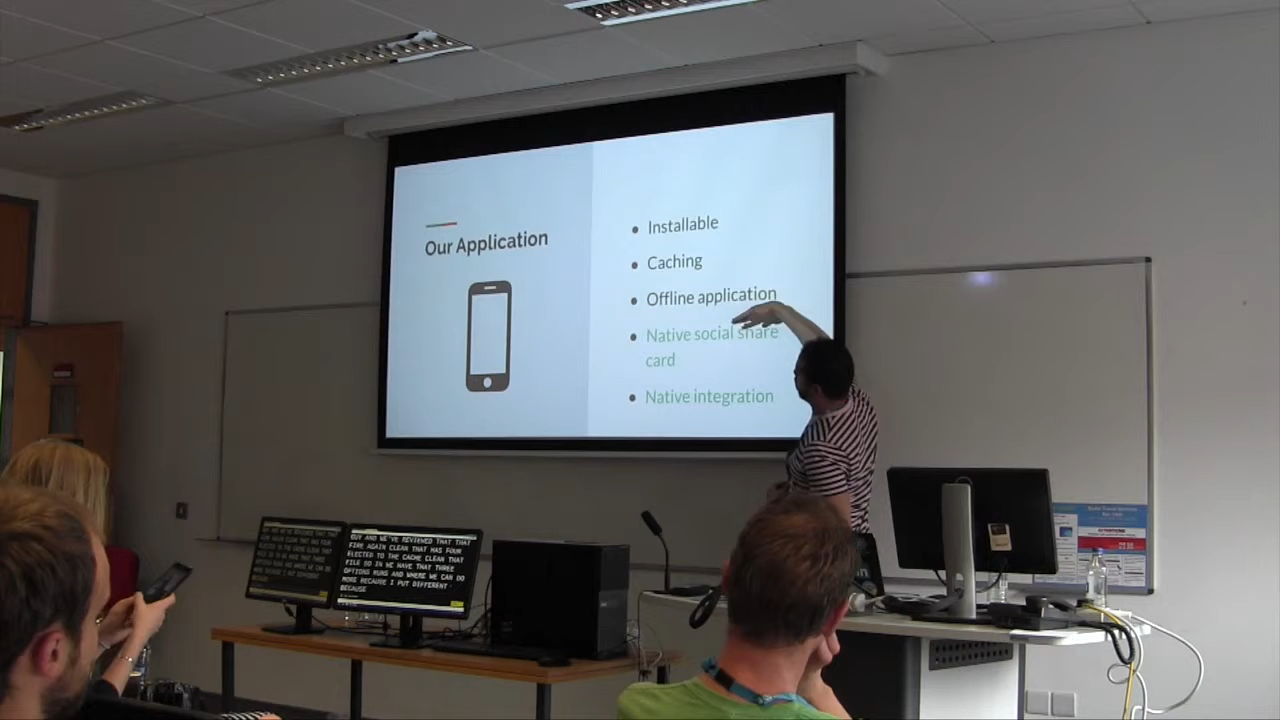 Our Application
Installable
Caching
Offline application
Native social share
card
Native integration
GUY AND WE'VE REVIEWED THAT THAT
FIRE AGAIN CLEAN THAT HAS FOUR
ELECTED TO THE CACHE CLEAN THAT
FILE SO IN WE HAVE THAT THREE
OPTIONS RUNS AND WHERE WE CAN DO
MORE BECAUSE I PUT DIFFERENT
BECAUSE